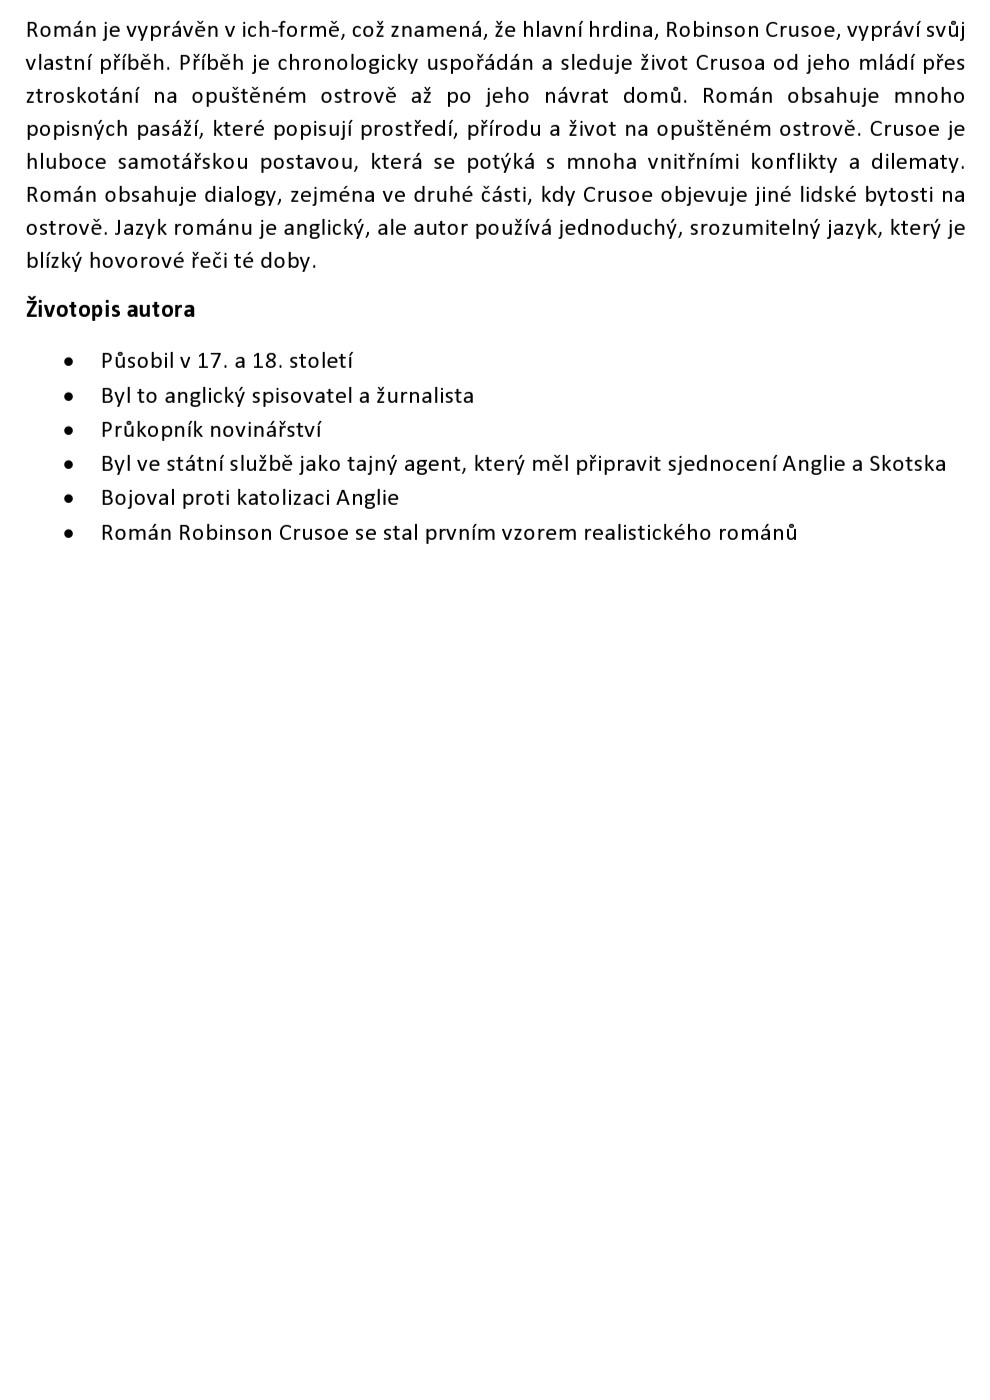 Román je vyprávěn v ich-formě, což znamená, že hlavní hrdina, Robinson Crusoe, vypráví svůj
vlastní příběh. Příběh je chronologicky uspořádán a sleduje život Crusoa od jeho mládí přes
ztroskotání na opuštěném ostrově až po jeho návrat domů. Román obsahuje mnoho
popisných pasáží, které popisují prostředí, přírodu a život na opuštěném ostrově. Crusoe je
hluboce samotářskou postavou, která se potýká s mnoha vnitřními konflikty a dilematy.
Román obsahuje dialogy, zejména ve druhé části, kdy Crusoe objevuje jiné lidské bytosti na
ostrově. Jazyk románu je anglický, ale autor používá jednoduchý, srozumitelný jazyk, který je
blízký hovorové řeči té doby.
Životopis autora
• Působil v 17. a 18. století
• Byl to anglický spisovatel a žurnalista
• Průkopník novinářství
• Byl ve státní službě jako tajný agent, který měl připravit sjednocení Anglie a Skotska
• Bojoval proti katolizaci Anglie
• Román Robinson Crusoe se stal prvním vzorem realistického románů